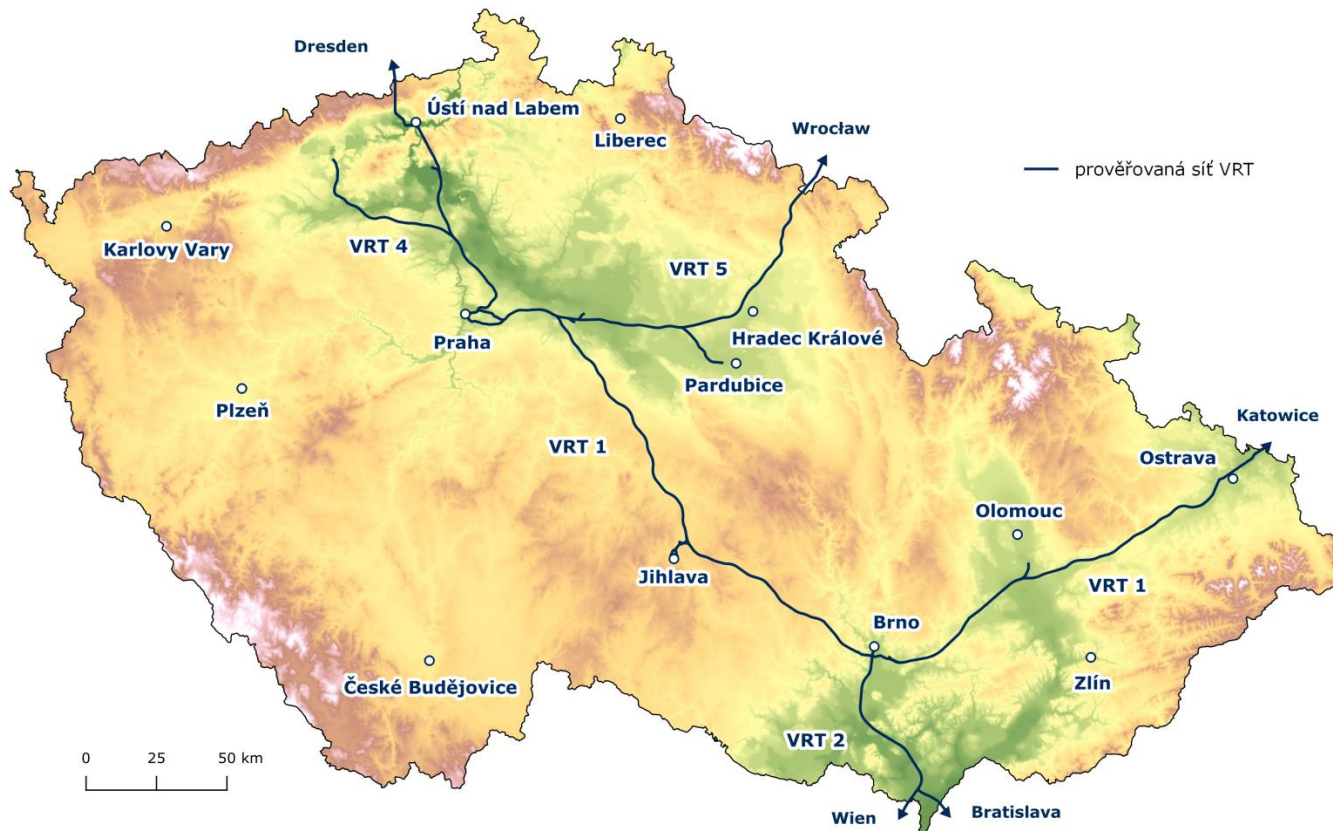 Dresden
Ústí nad Labem
Liberec
Wrocław
prověřovaná síť VRT
Karlovy Vary
VRT 4
VRT 5
Praha
Hradec Králové
Pardubice
Plzeň
Katowice
VRT 1
Ostrava
Olomouc
Jihlava
VRT 1
Brno
České Budějovice
Zlín
VRT 2
0 25 50 km
Wien
Bratislava